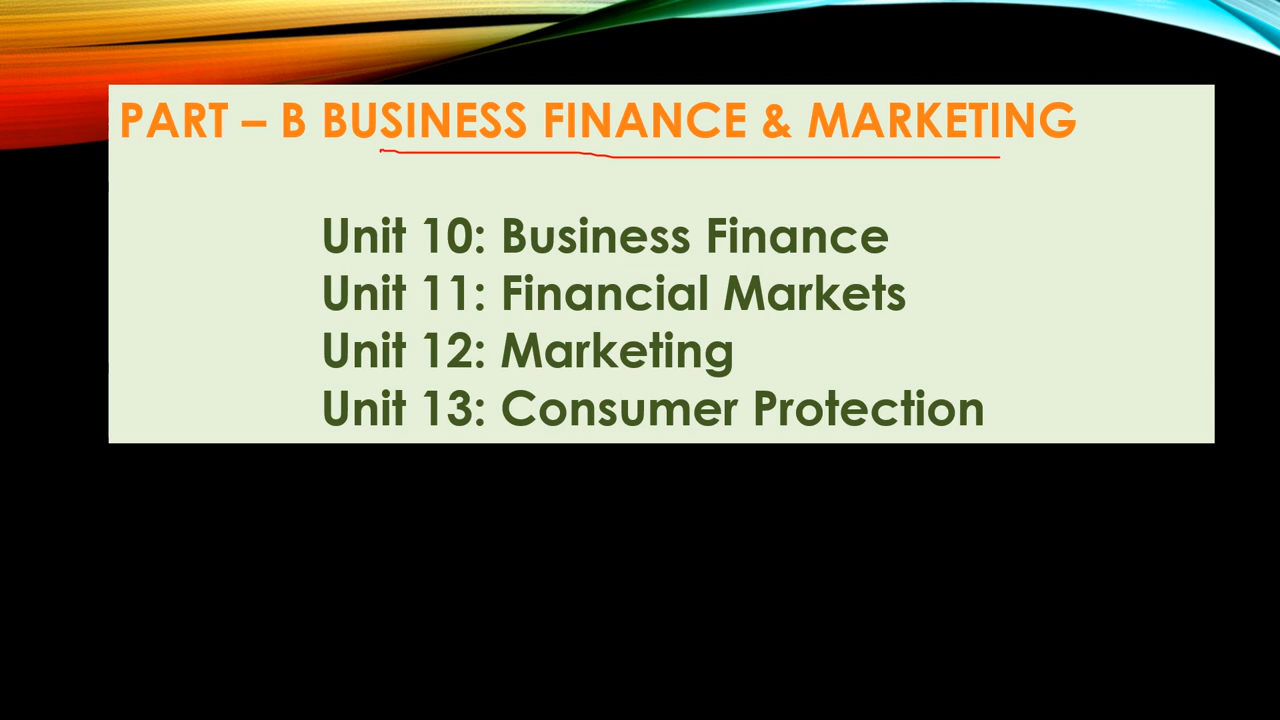 PART – B BUSINESS FINANCE & MARKETING
Unit 10: Business Finance
Unit 11: Financial Markets
Unit 12: Marketing
Unit 13: Consumer Protection